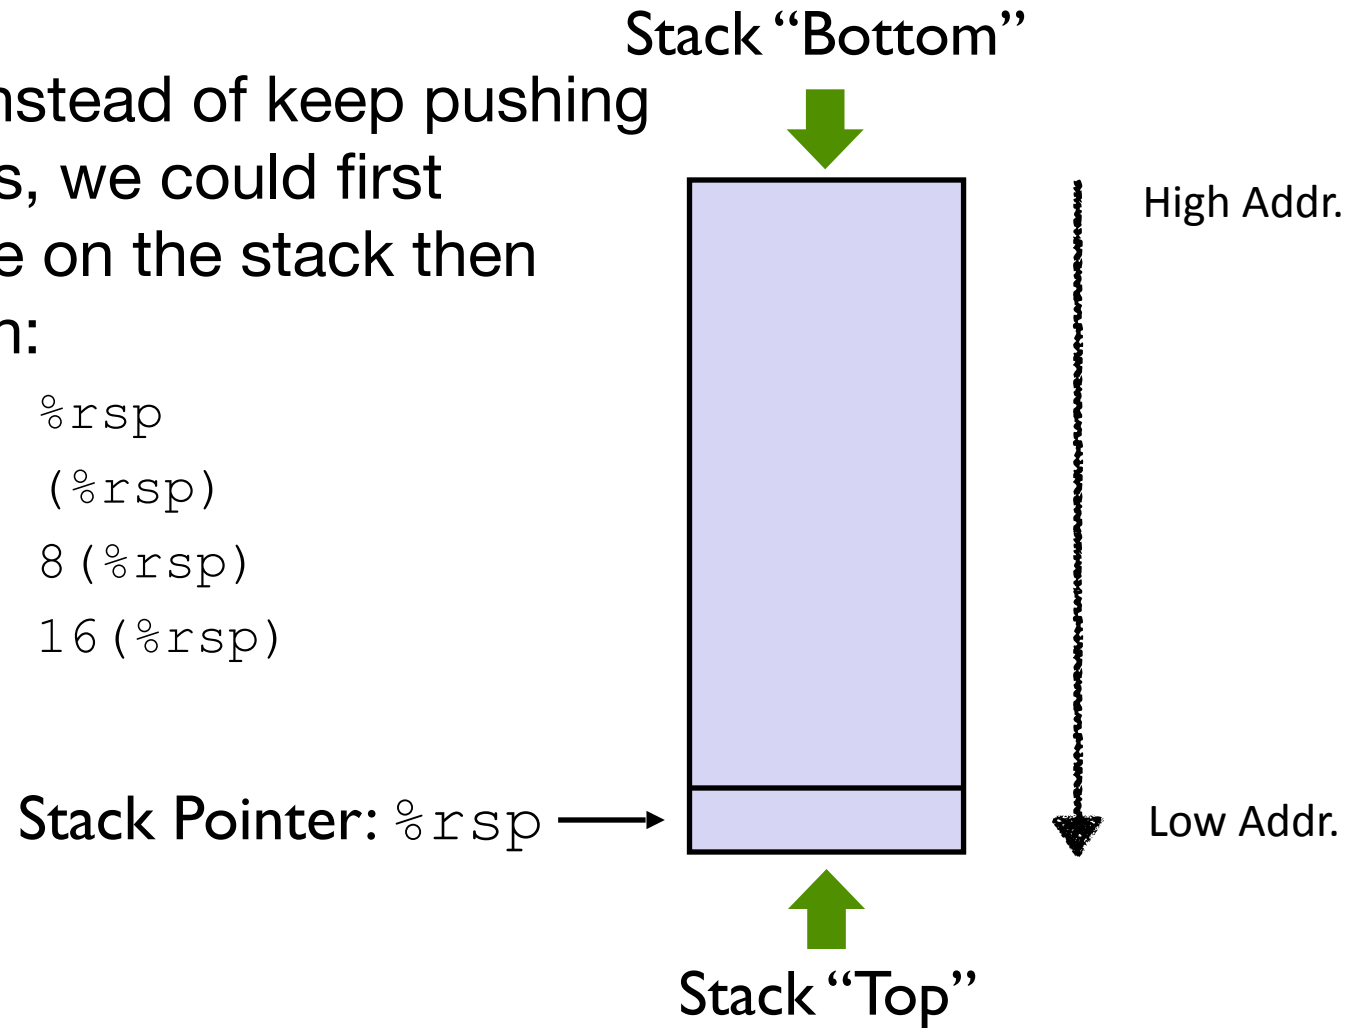 Stack “Bottom”
nstead of keep pushing
s, we could first
e on the stack then
n:
%rsp
(%rsp)
8(%rsp)
16(%rsp)
High Addr.
Stack Pointer: %rsp
Low Addr.
Stack “Top”